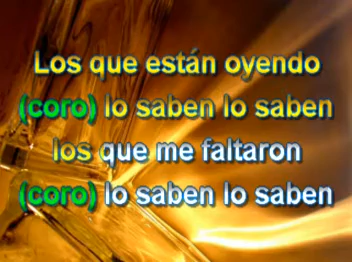 Los que están oyendo
(coro) lo saben lo saben
los que me faltaron
(coro) lo saben lo saben